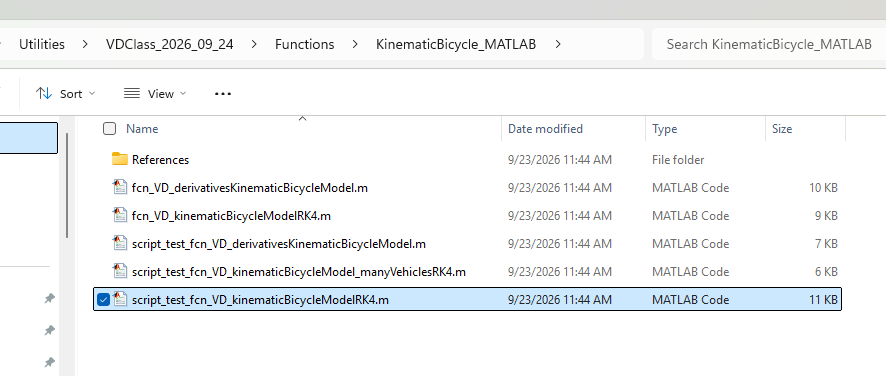 Utilities > VDClass_2026_09_24 > Functions > KinematicBicycle_MATLAB >
Search KinematicBicycle_MATLAB
Sort
View
Name Date modified Type Size
References 9/23/2026 11:44 AM File folder
fcn_VD_derivativesKinematicBicycleModel.m 9/23/2026 11:44 AM MATLAB Code 10 KB
fcn_VD_kinematicBicycleModelRK4.m 9/23/2026 11:44 AM MATLAB Code 9 KB
script_test_fcn_VD_derivativesKinematicBicycleModel.m 9/23/2026 11:44 AM MATLAB Code 7 KB
script_test_fcn_VD_kinematicBicycleModel_manyVehiclesRK4.m 9/23/2026 11:44 AM MATLAB Code 6 KB
script_test_fcn_VD_kinematicBicycleModelRK4.m 9/23/2026 11:44 AM MATLAB Code 11 KB